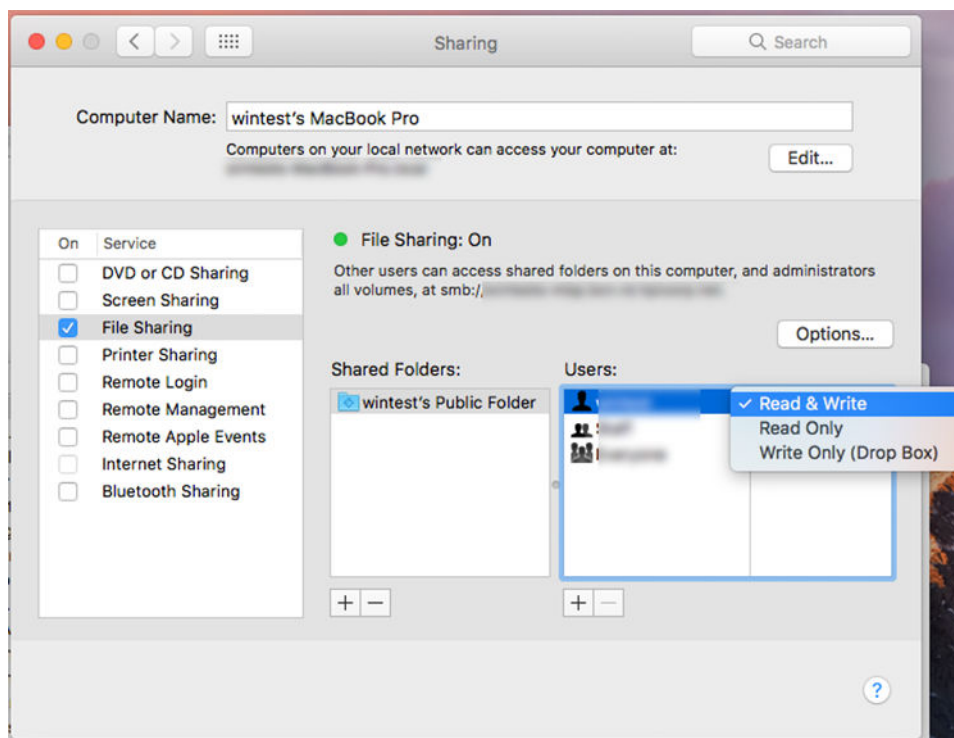 Sharing
Search
Computer Name: wintest's MacBook Pro
Computers on your local network can access your computer at:
Edit...
On Service
File Sharing: On
DVD or CD Sharing
Other users can access shared folders on this computer, and administrators
Screen Sharing
all volumes, at smb:/
File Sharing
Options...
Printer Sharing
Remote Login
Shared Folders:
Users:
Remote Management
wintest's Public Folder
Read & Write
Remote Apple Events
Read Only
Internet Sharing
Write Only (Drop Box)
Bluetooth Sharing